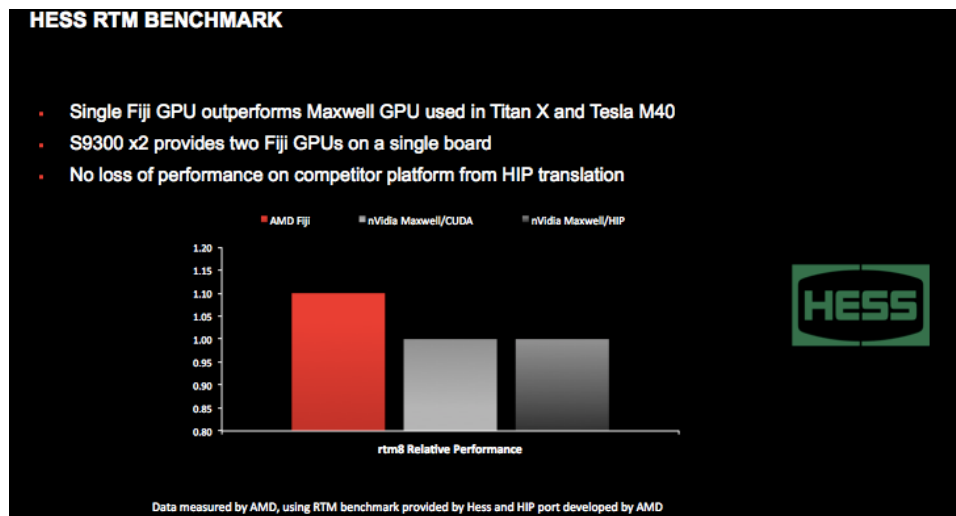 HESS RTM BENCHMARK
▪ Single Fiji GPU outperforms Maxwell GPU used in Titan X and Tesla M40
▪ S9300 x2 provides two Fiji GPUs on a single board
▪ No loss of performance on competitor platform from HIP translation
AMD Fiji nVidia Maxwell/CUDA nVidia Maxwell/HIP
1.20
1.15
1.10
1.05
1.00
0.95
0.90
0.85
0.80
rtm8 Relative Performance
HESS
Data measured by AMD, using RTM benchmark provided by Hess and HIP port developed by AMD